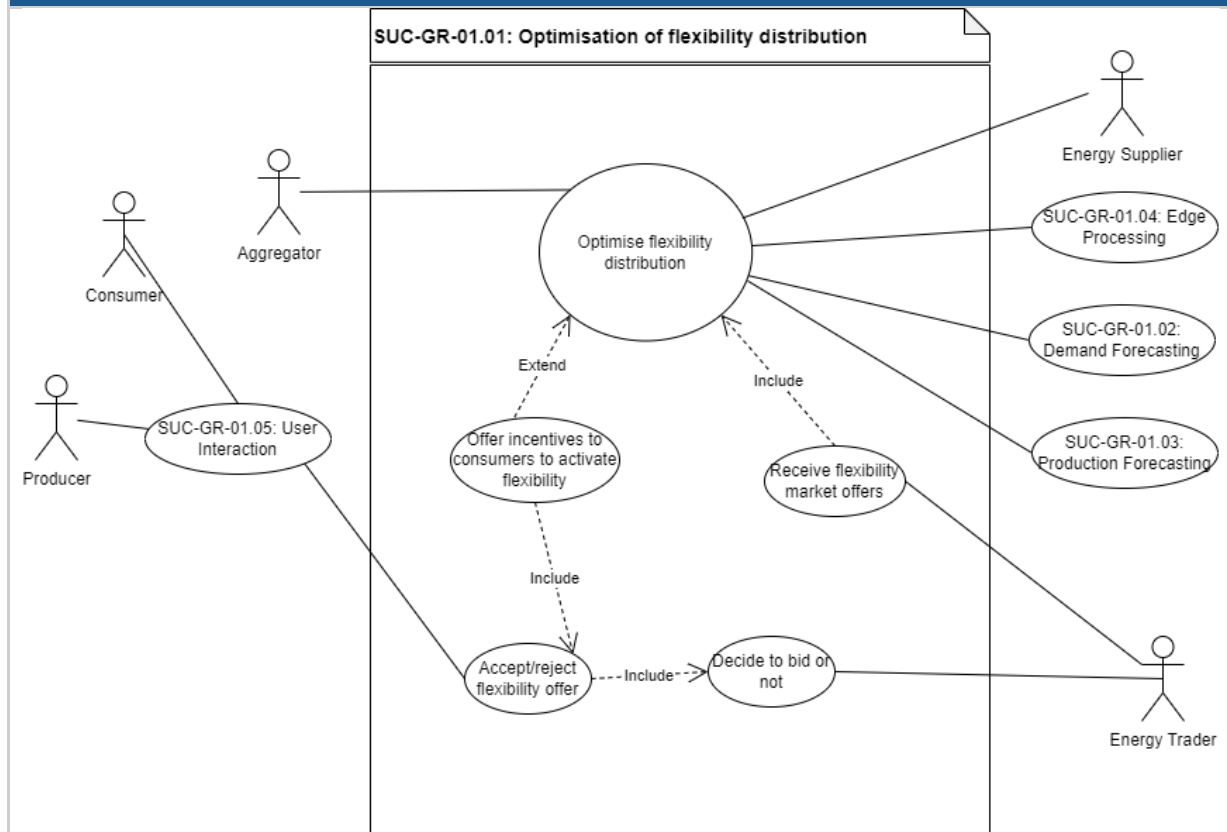 SUC-GR-01.01: Optimisation of flexibility distribution
Energy Supplier
Aggregator
Consumer
Optimise flexibility
distribution
SUC-GR-01.04: Edge
Processing
SUC-GR-01.02:
Demand Forecasting
Extend
Include
Producer
SUC-GR-01.05: User
Interaction
Offer incentives to
consumers to activate
flexibility
SUC-GR-01.03:
Production Forecasting
Receive flexibility
market offers
Include
Accept/reject
flexibility offer
Include
Decide to bid or
not
Energy Trader